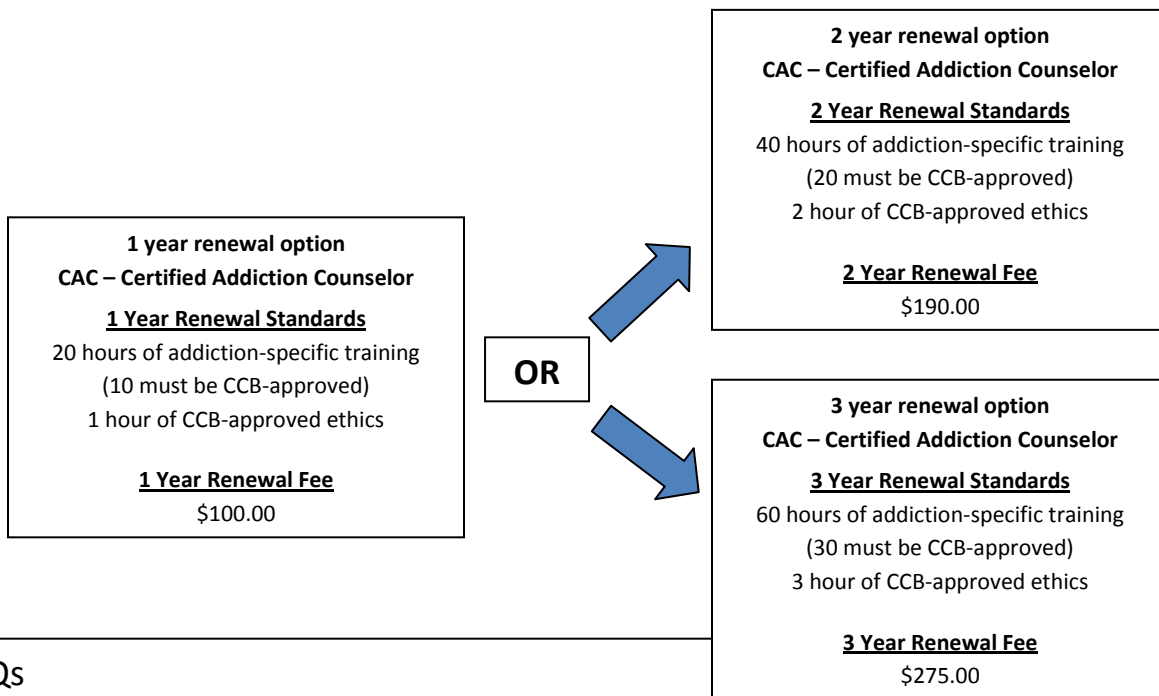 1 year renewal option
CAC – Certified Addiction Counselor
1 Year Renewal Standards
20 hours of addiction-specific training
(10 must be CCB-approved)
1 hour of CCB-approved ethics
1 Year Renewal Fee
$100.00
OR
2 year renewal option
CAC – Certified Addiction Counselor
2 Year Renewal Standards
40 hours of addiction-specific training
(20 must be CCB-approved)
2 hour of CCB-approved ethics
2 Year Renewal Fee
$190.00
3 year renewal option
CAC – Certified Addiction Counselor
3 Year Renewal Standards
60 hours of addiction-specific training
(30 must be CCB-approved)
3 hour of CCB-approved ethics
3 Year Renewal Fee
$275.00
Qs